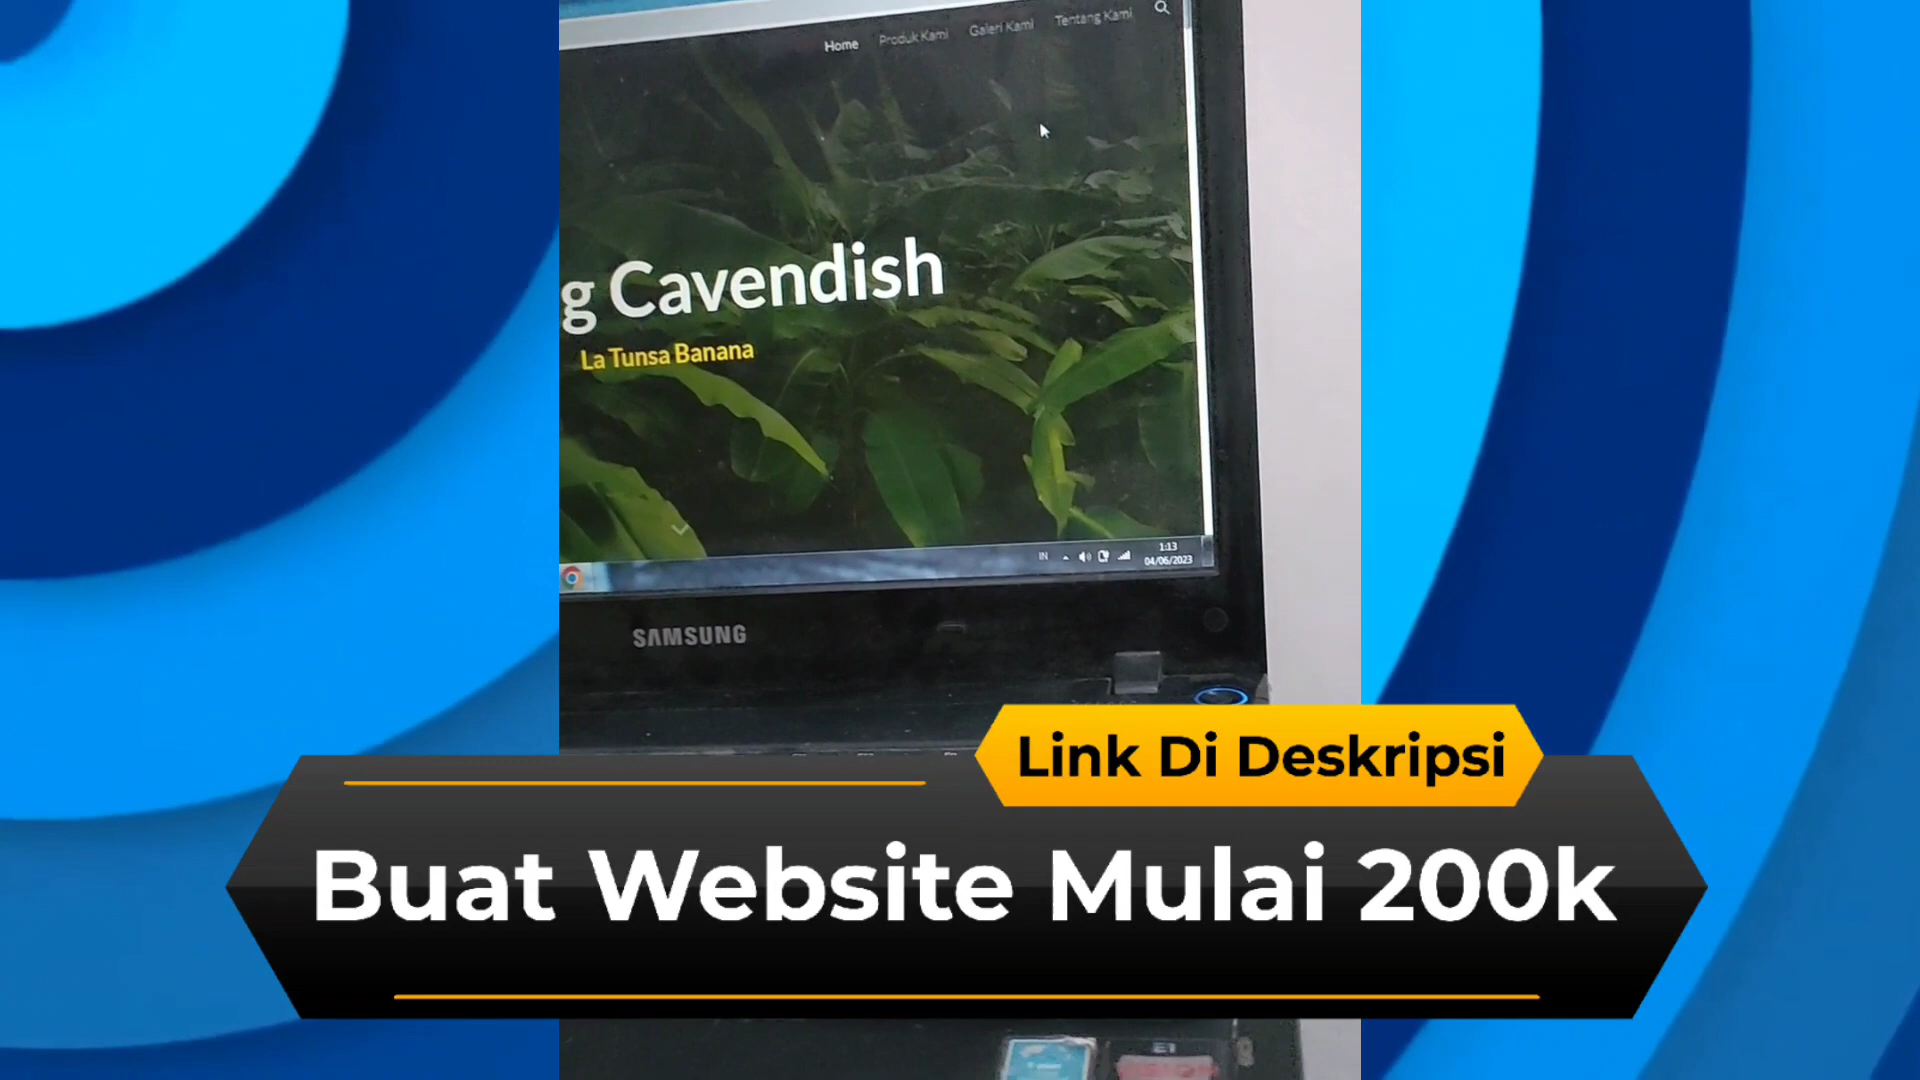 Home Produk Kami Galeri Kami Tentang Kami
g Cavendish
La Tunsa Banana
IN 1:13
04/06/2023
SAMSUNG
Link Di Deskripsi
Buat Website Mulai 200k